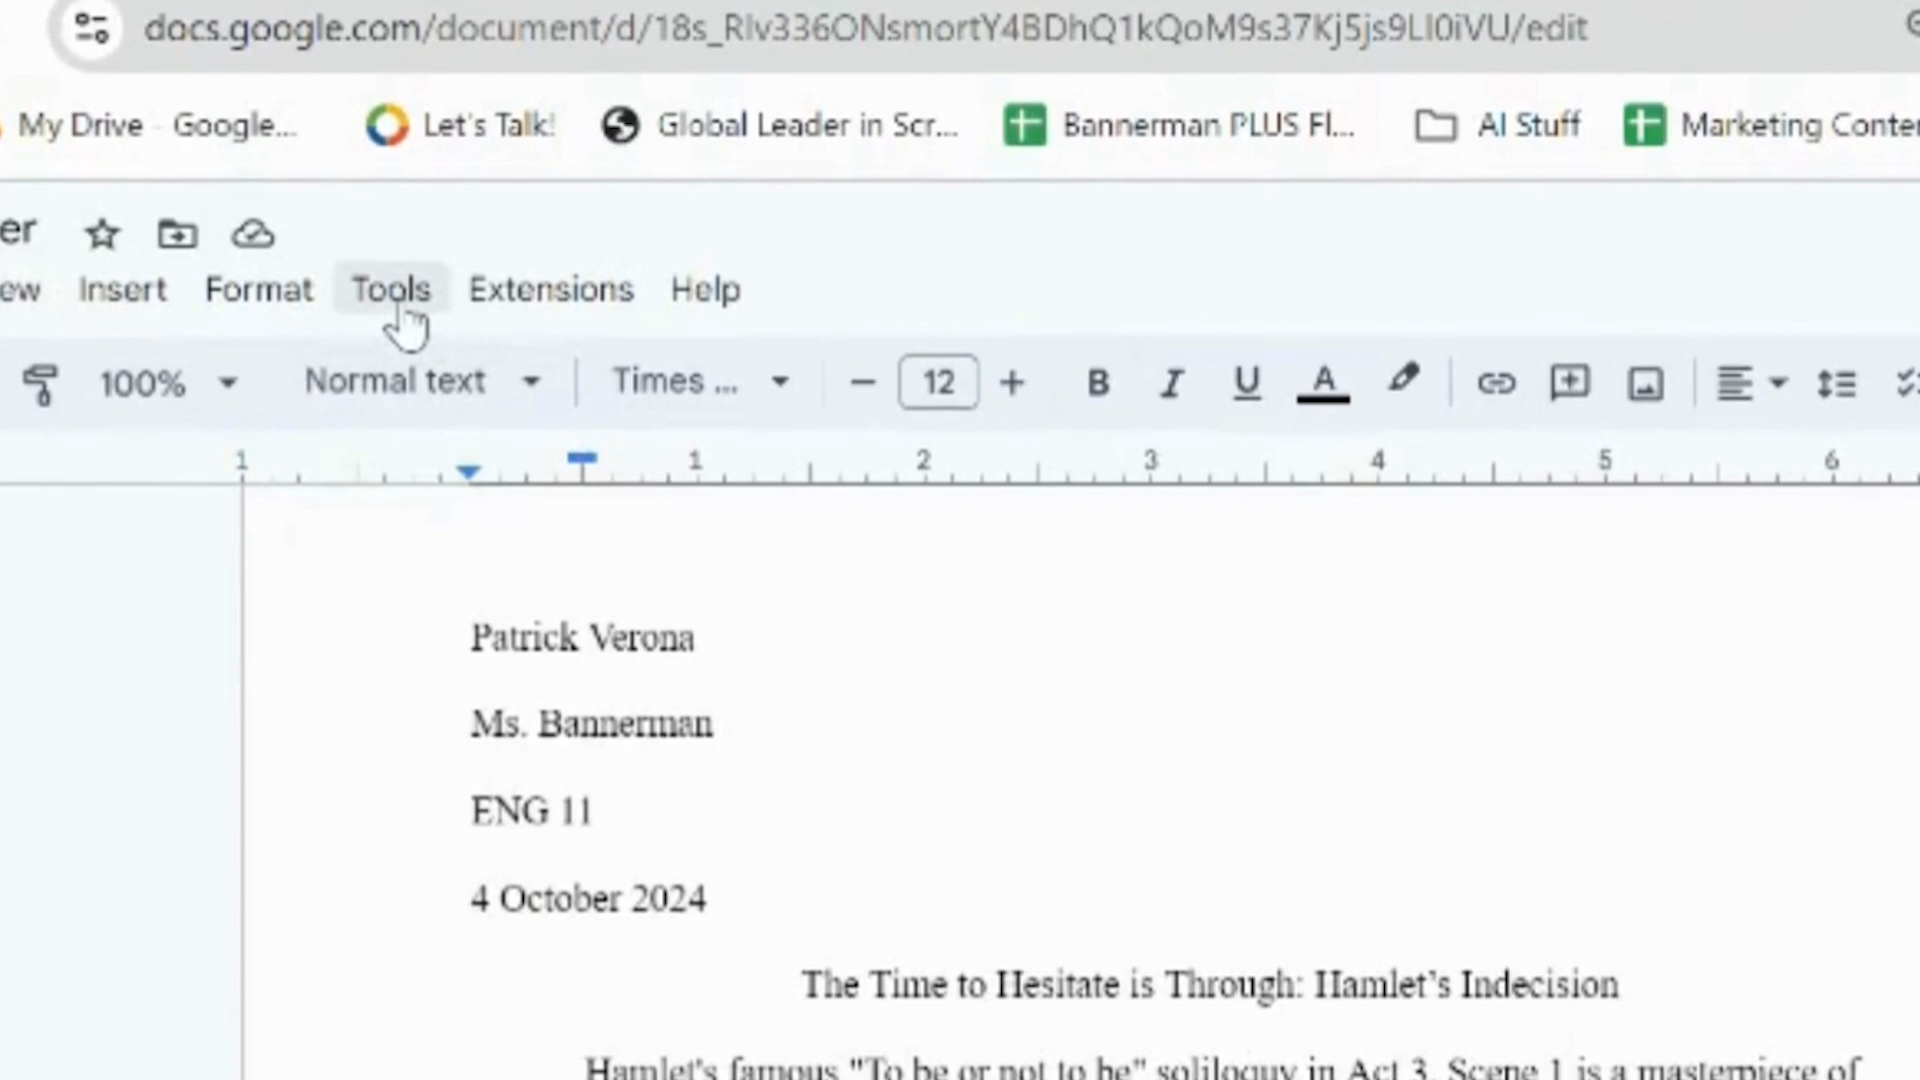 docs.google.com/document/d/18s_Rlv336ONsmortY4BDhQ1kQoM9s37Kj5js9LI0iVU/edit
My Drive - Google... Let's Talk! Global Leader in Scr... Bannerman PLUS Fl... AI Stuff Marketing Conter
er
ew Insert Format Tools Extensions Help
100% Normal text Times ... − 12 + B I U A
1 1 2 3 4 5 6
Patrick Verona
Ms. Bannerman
ENG 11
4 October 2024
The Time to Hesitate is Through: Hamlet's Indecision
Hamlet's famous "To be or not to be" soliloquy in Act 3, Scene 1 is a masterpiece of